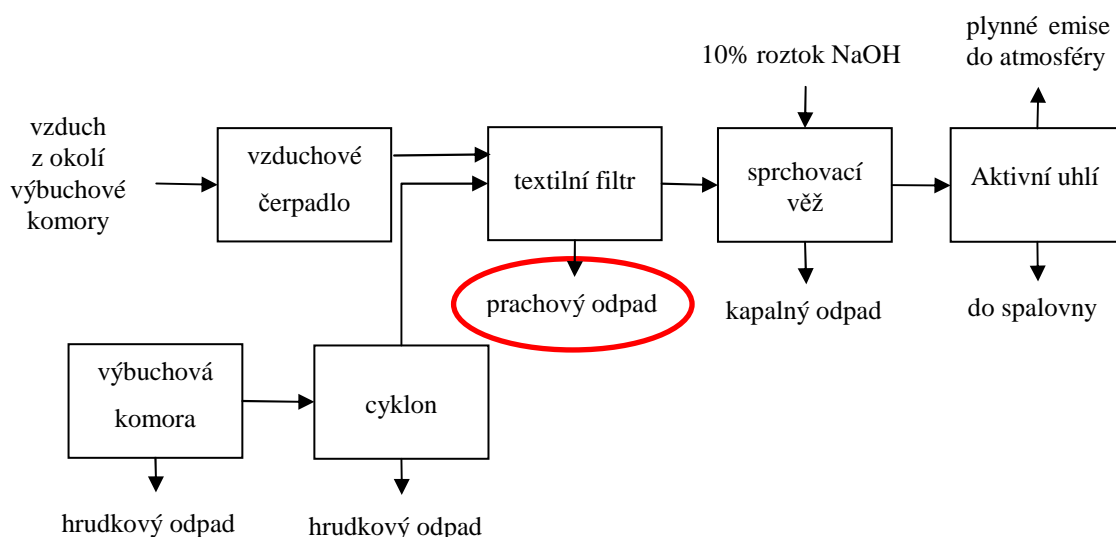 plynné emise
do atmosféry
10% roztok NaOH
vzduch
z okolí
výbuchové
komory
vzduchové
čerpadlo
textilní filtr
sprchovací
věž
Aktivní uhlí
prachový odpad
kapalný odpad
do spalovny
výbuchová
komora
cyklon
hrudkový odpad
hrudkový odpad